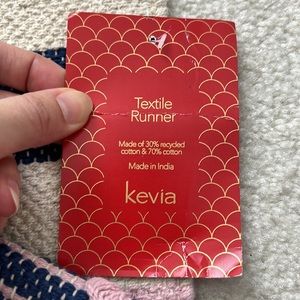 Textile
Runner
Made of 30% recycled
cotton & 70% cotton
Made in India
kevia